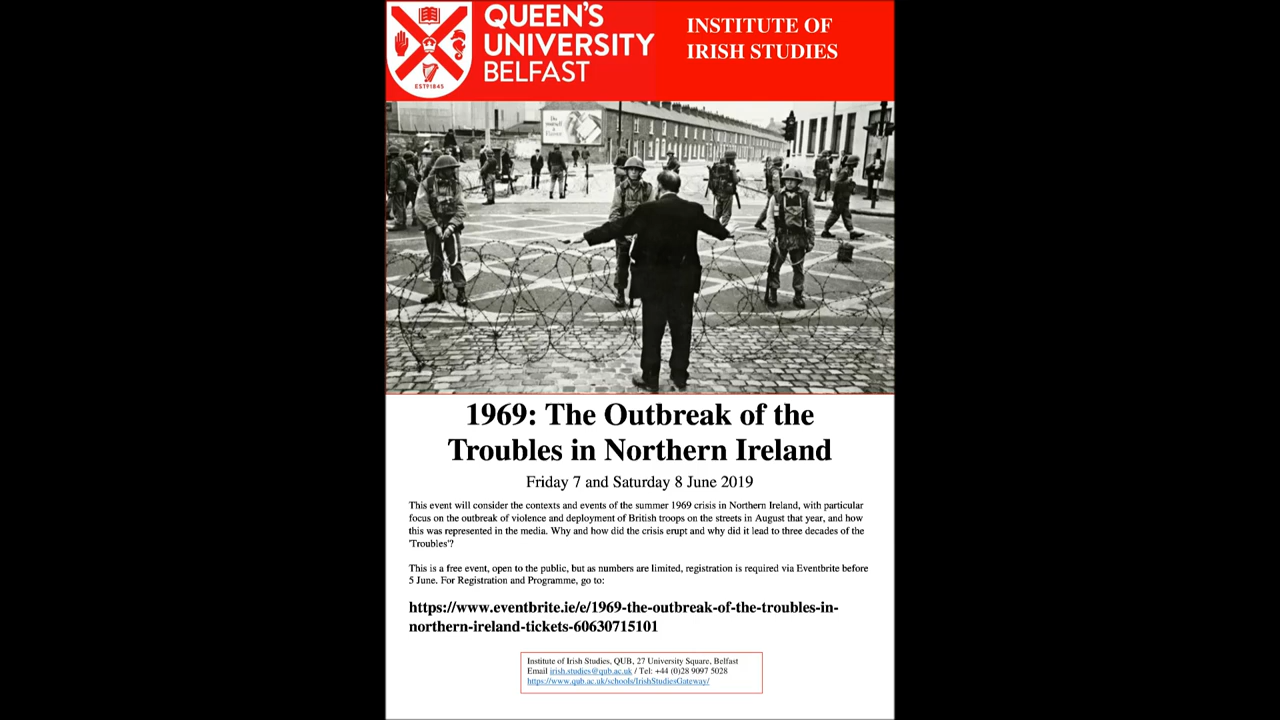 QUEEN'S
UNIVERSITY
BELFAST
ESTD1845
INSTITUTE OF
IRISH STUDIES
1969: The Outbreak of the
Troubles in Northern Ireland
Friday 7 and Saturday 8 June 2019
This event will consider the contexts and events of the summer 1969 crisis in Northern Ireland, with particular
focus on the outbreak of violence and deployment of British troops on the streets in August that year, and how
this was represented in the media. Why and how did the crisis erupt and why did it lead to three decades of the
'Troubles'?
This is a free event, open to the public, but as numbers are limited, registration is required via Eventbrite before
5 June. For Registration and Programme, go to:
https://www.eventbrite.ie/e/1969-the-outbreak-of-the-troubles-in-
northern-ireland-tickets-60630715101
Institute of Irish Studies, QUB, 27 University Square, Belfast
Email irish.studies@qub.ac.uk / Tel: +44 (0)28 9097 5028
https://www.qub.ac.uk/schools/IrishStudiesGateway/